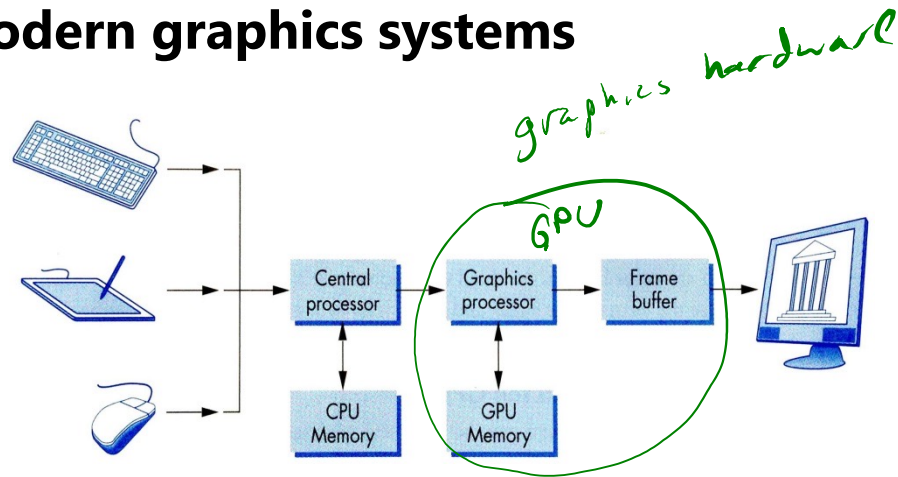 odern graphics systems
graphics hardware
GPU
Central
processor
Graphics
processor
Frame
buffer
CPU
Memory
GPU
Memory